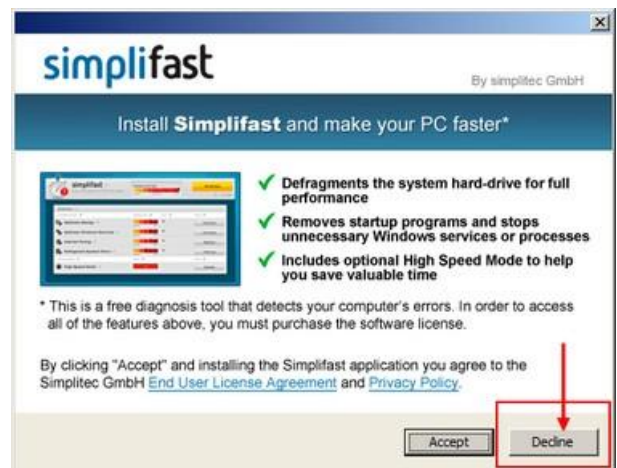 simplifast
By simplitec GmbH
Install Simplifast and make your PC faster*
simplifast
Defragments the system hard-drive for full
performance
Removes startup programs and stops
unnecessary Windows services or processes
Includes optional High Speed Mode to help
you save valuable time
* This is a free diagnosis tool that detects your computer's errors. In order to access
all of the features above, you must purchase the software license.
By clicking "Accept" and installing the Simplifast application you agree to the
Simplitec GmbH End User License Agreement and Privacy Policy.
Accept
Decline